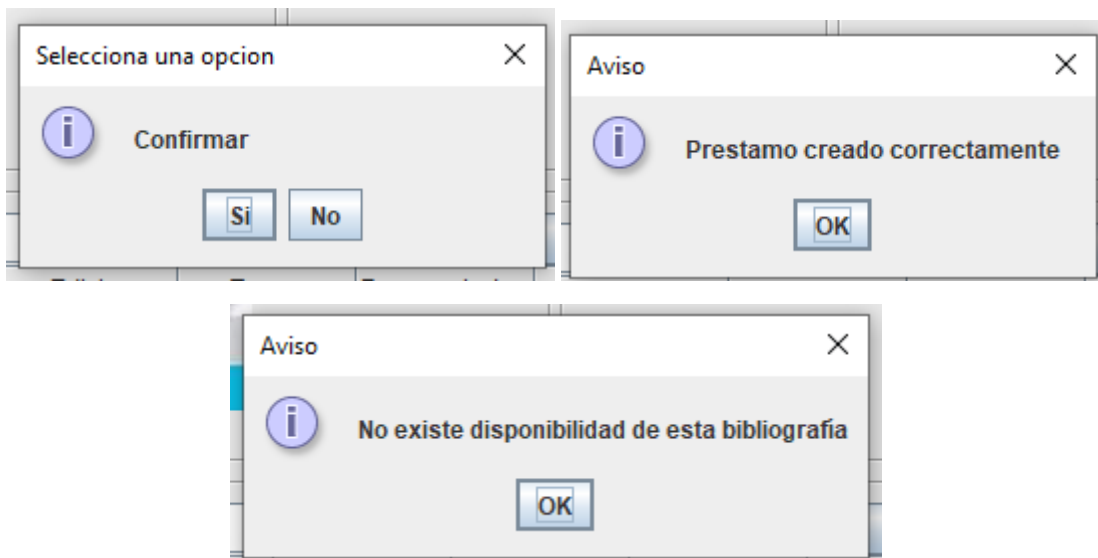 Selecciona una opcion
Confirmar
Si No
Aviso
Prestamo creado correctamente
OK
Aviso
No existe disponibilidad de esta bibliografia
OK